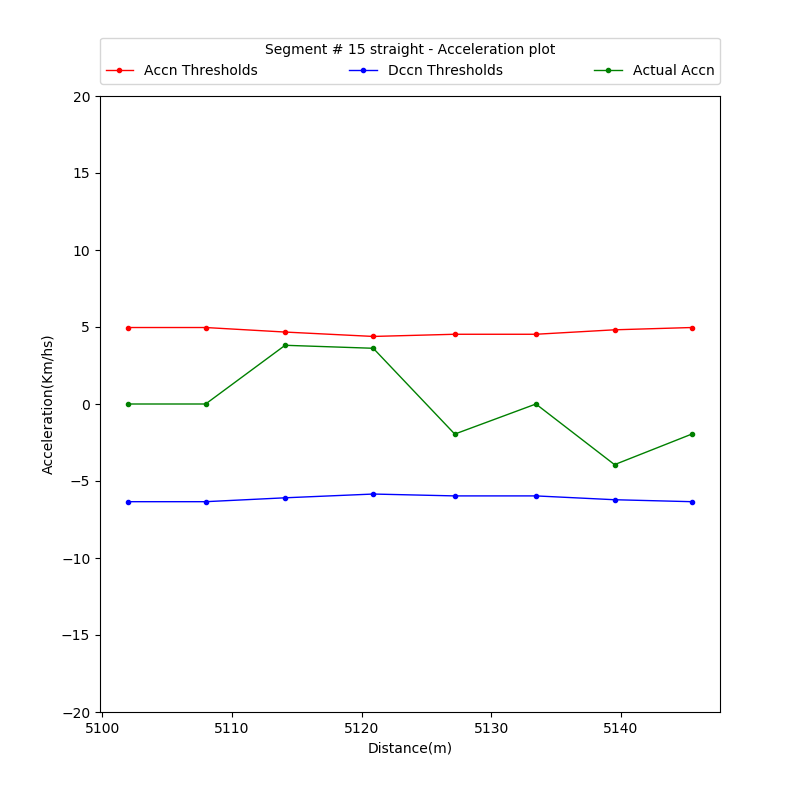 Segment # 15 straight - Acceleration plot
Accn Thresholds Dccn Thresholds Actual Accn
20
15
10
5
0
−5
−10
−15
−20
Acceleration(Km/hs)
5100 5110 5120 5130 5140
Distance(m)